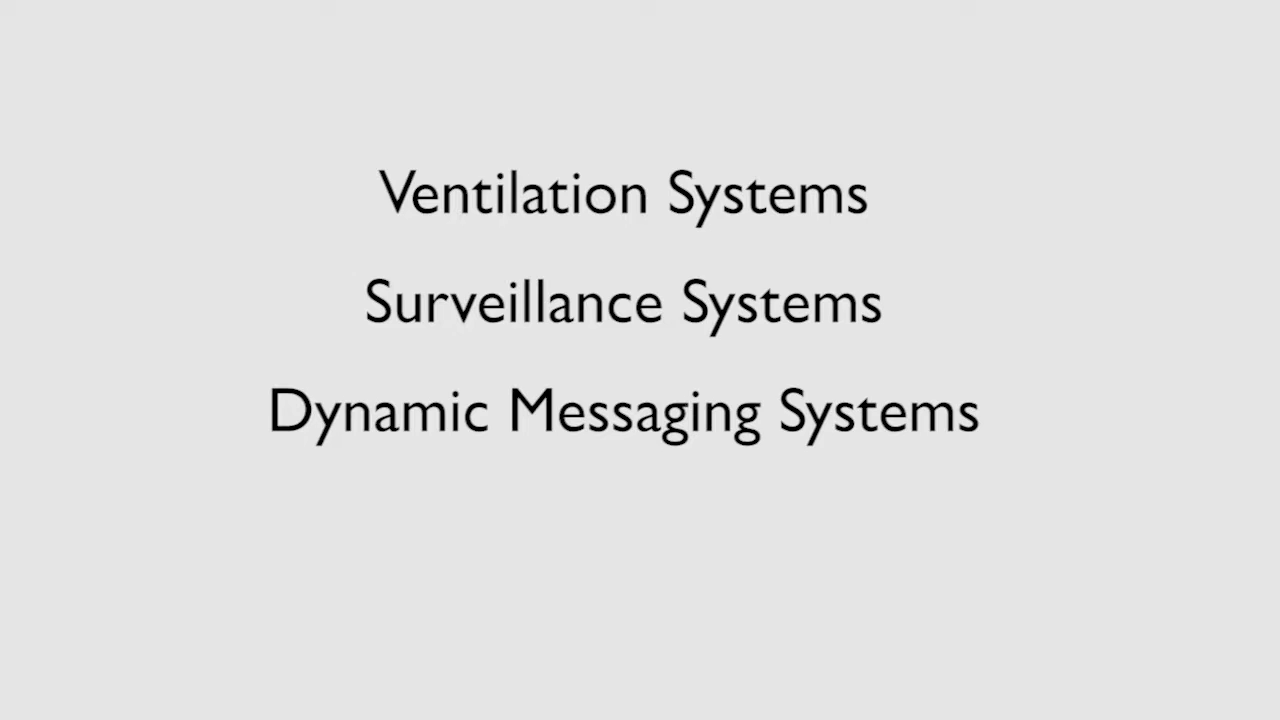 Ventilation Systems
Surveillance Systems
Dynamic Messaging Systems